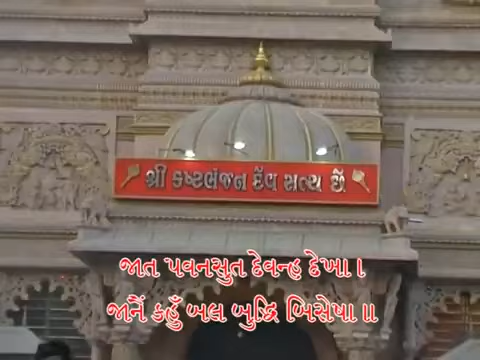 શ્રી કષ્ટભંજન દેવ સત્ય છે
જાત પવનસુત દેવન્હ દેખા ।
જાનૈં કહુઁ બલ બુદ્ધિ બિસેષા ॥